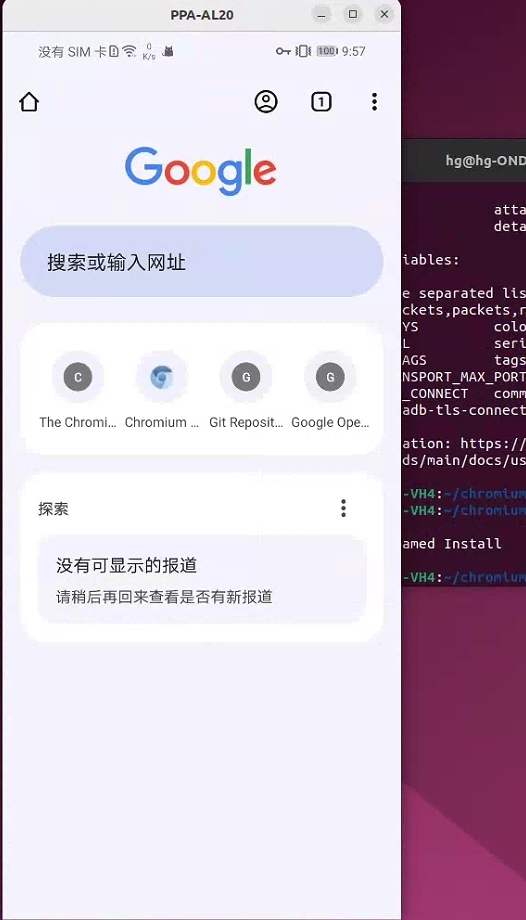 PPA-AL20
没有 SIM 卡
0
K/s
100
9:57
1
Google
搜索或输入网址
C
G
G
The Chromi...
Chromium ...
Git Reposit...
Google Ope...
探索
没有可显示的报道
请稍后再回来查看是否有新报道
hg@hg-OND
atta
deta
iables:
e separated lis
ckets,packets,r
YS colo
L seri
AGS tags
NSPORT_MAX_PORT
_CONNECT comm
adb-tls-connect
ation: https://
ds/main/docs/us
-VH4:~/chromium
-VH4:~/chromium
amed Install
-VH4:~/chromium